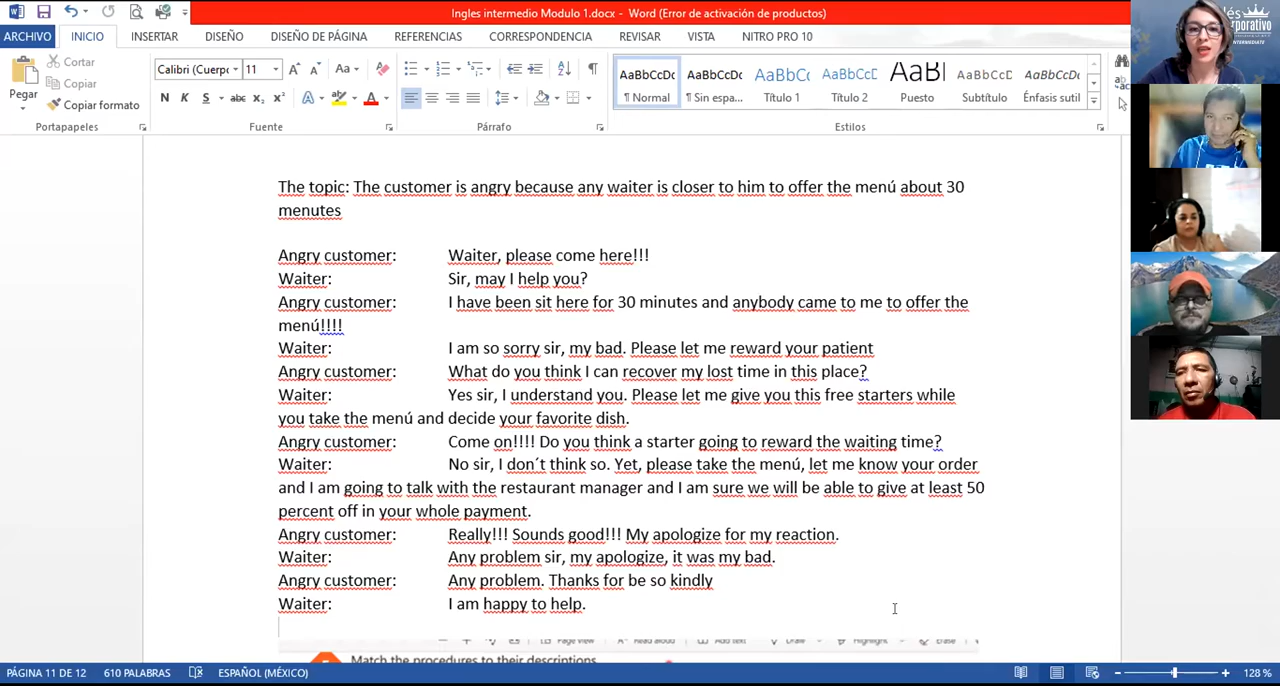 Ingles intermedio Modulo 1.docx - Word (Error de activación de productos)
ARCHIVO INICIO INSERTAR DISEÑO DISEÑO DE PÁGINA REFERENCIAS CORRESPONDENCIA REVISAR VISTA NITRO PRO 10
Pegar
Cortar
Copiar
Copiar formato
Portapapeles
Calibri (Cuerpo 11
Fuente
Párrafo
AaBbCcDc AaBbCcDc AaBbCc AaBbCcD AaBl AaBbCcD AaBbCcDc
¶ Normal ¶ Sin espa... Título 1 Título 2 Puesto Subtítulo Énfasis sutil
Estilos
The topic: The customer is angry because any waiter is closer to him to offer the menú about 30
menutes
Angry customer: Waiter, please come here!!!
Waiter: Sir, may I help you?
Angry customer: I have been sit here for 30 minutes and anybody came to me to offer the
menú!!!!
Waiter: I am so sorry sir, my bad. Please let me reward your patient
Angry customer: What do you think I can recover my lost time in this place?
Waiter: Yes sir, I understand you. Please let me give you this free starters while
you take the menú and decide your favorite dish.
Angry customer: Come on!!!! Do you think a starter going to reward the waiting time?
Waiter: No sir, I don´t think so. Yet, please take the menú, let me know your order
and I am going to talk with the restaurant manager and I am sure we will be able to give at least 50
percent off in your whole payment.
Angry customer: Really!!! Sounds good!!! My apologize for my reaction.
Waiter: Any problem sir, my apologize, it was my bad.
Angry customer: Any problem. Thanks for be so kindly
Waiter: I am happy to help.
Match the procedures to their descriptions
PÁGINA 11 DE 12 610 PALABRAS ESPAÑOL (MÉXICO) 128 %